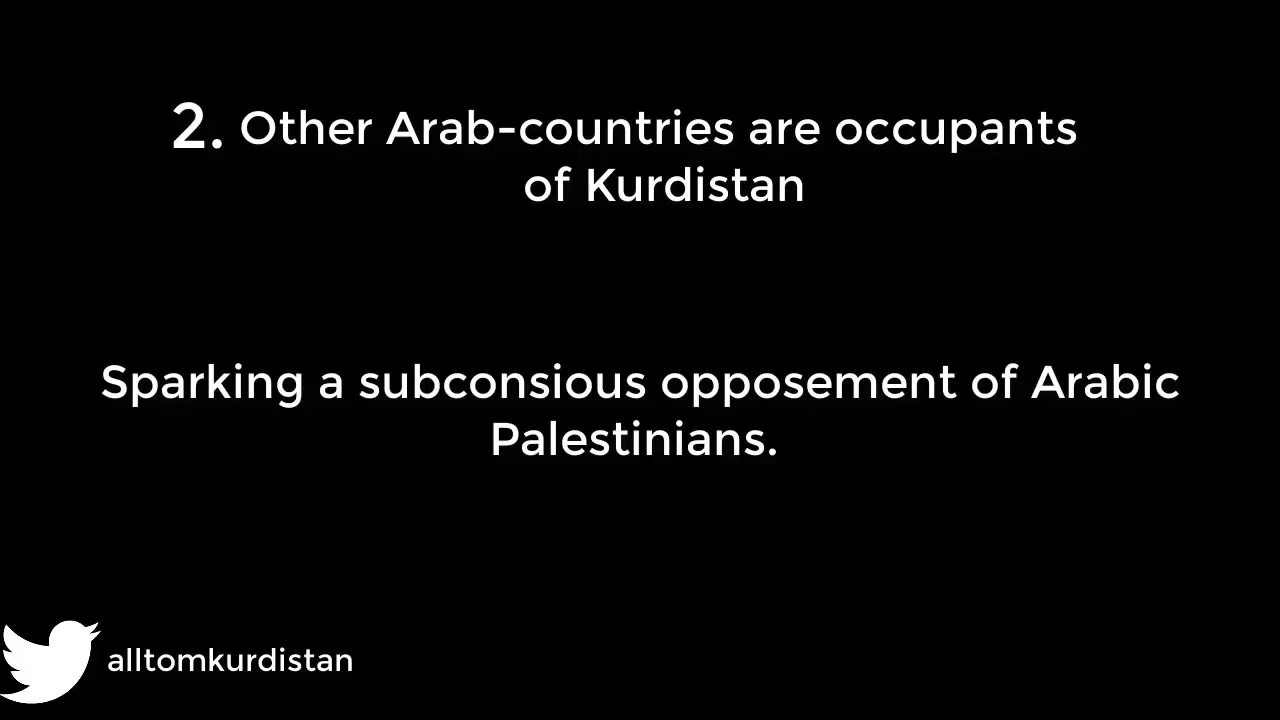 2. Other Arab-countries are occupants
of Kurdistan
Sparking a subconsious opposement of Arabic
Palestinians.
alltomkurdistan